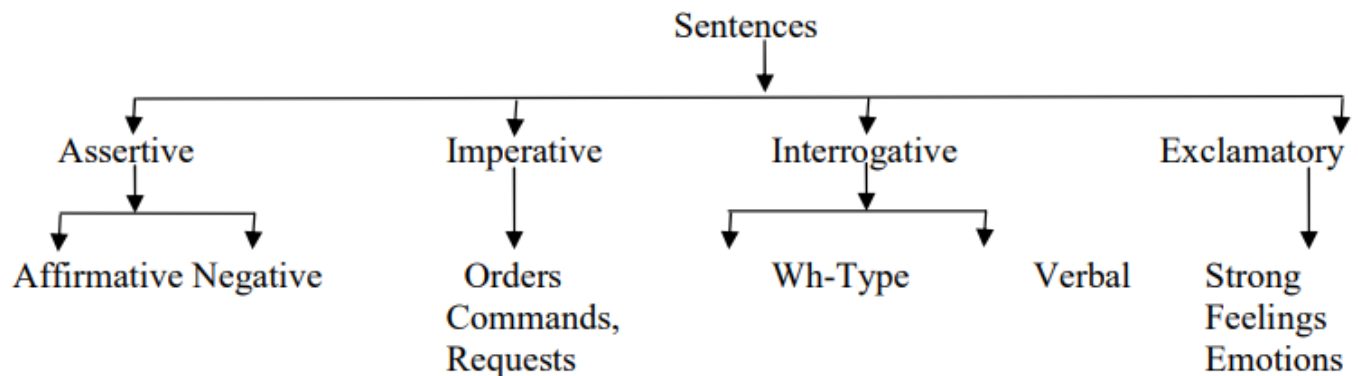 Sentences
Assertive Imperative Interrogative Exclamatory
Affirmative Negative Orders Wh-Type Verbal Strong
Commands, Feelings
Requests Emotions